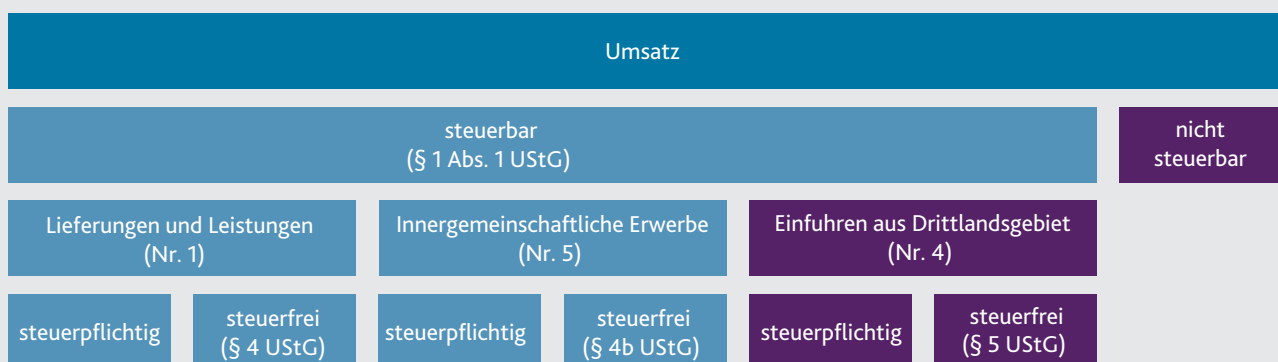 Umsatz
steuerbar
(§ 1 Abs. 1 UStG)
nicht
steuerbar
Lieferungen und Leistungen
(Nr. 1)
Innergemeinschaftliche Erwerbe
(Nr. 5)
Einfuhren aus Drittlandsgebiet
(Nr. 4)
steuerpflichtig
steuerfrei
(§ 4 UStG)
steuerpflichtig
steuerfrei
(§ 4b UStG)
steuerpflichtig
steuerfrei
(§ 5 UStG)